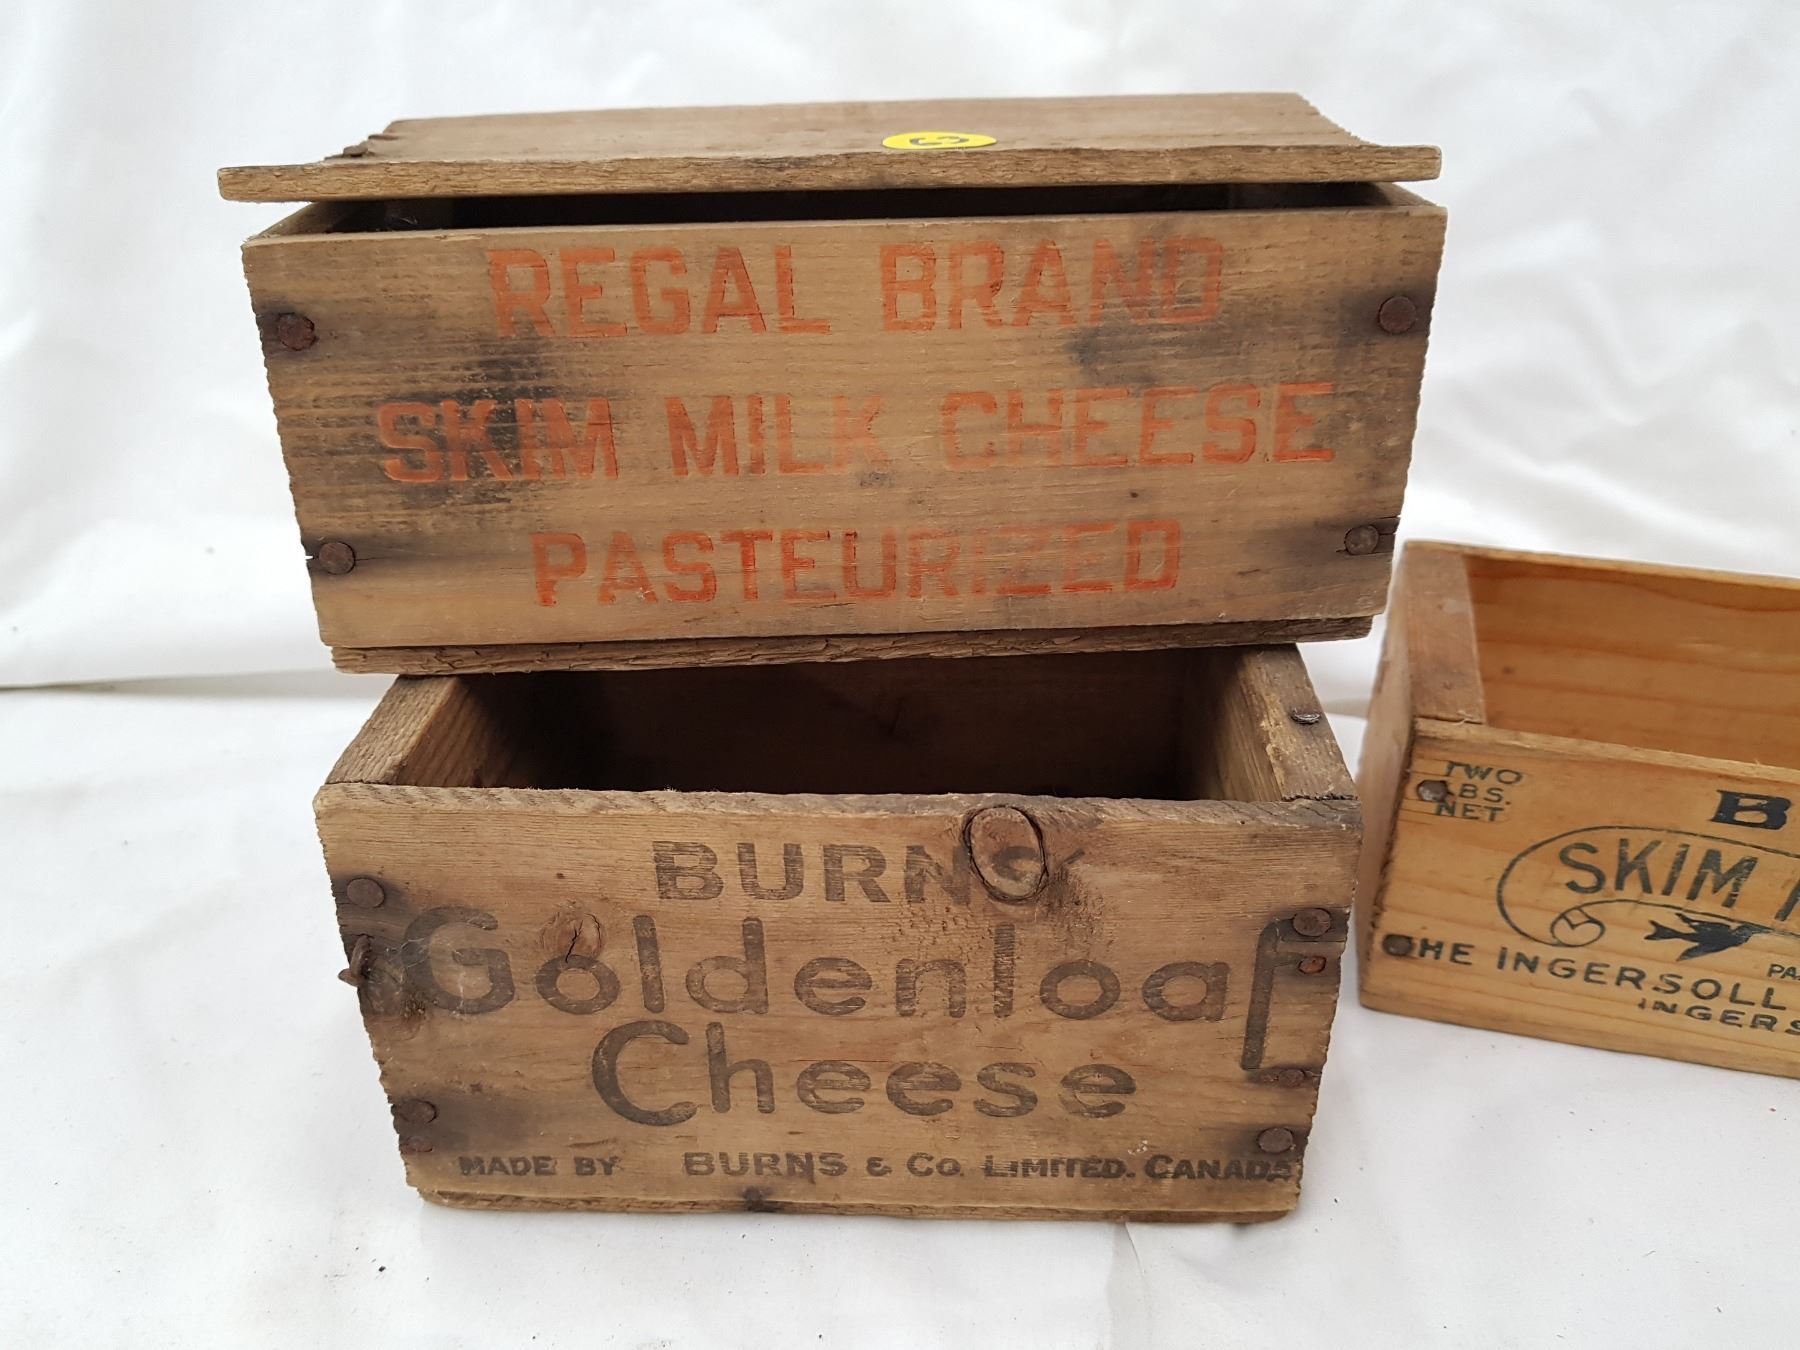 REGAL BRAND
SKIM MILK CHEESE
PASTEURIZED
BURNS
Goldenloaf
Cheese
MADE BY BURNS & CO. LIMITED. CANADA
TWO
LBS.
NET
SKIM
THE INGERSOLL